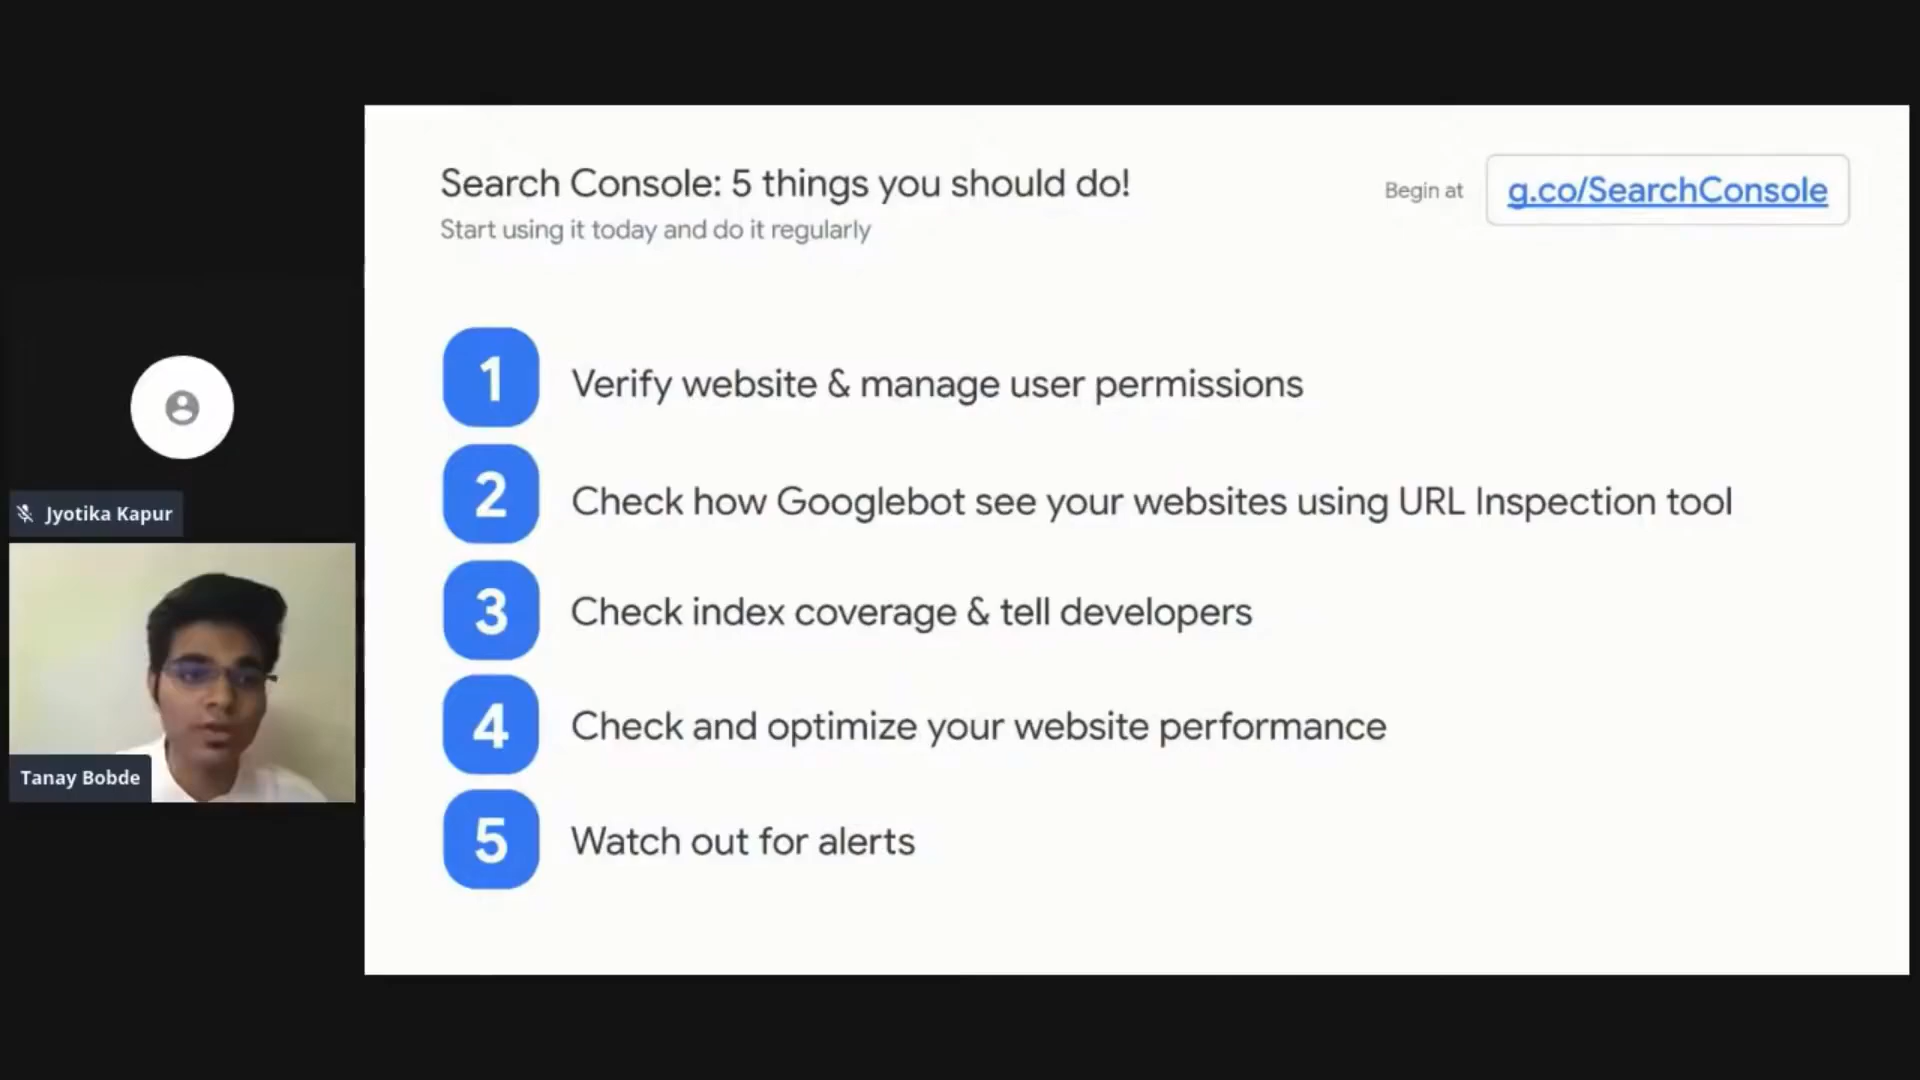 Search Console: 5 things you should do!
Start using it today and do it regularly
Begin at
g.co/SearchConsole
1
Verify website & manage user permissions
2
Check how Googlebot see your websites using URL Inspection tool
3
Check index coverage & tell developers
4
Check and optimize your website performance
5
Watch out for alerts
Jyotika Kapur
Tanay Bobde